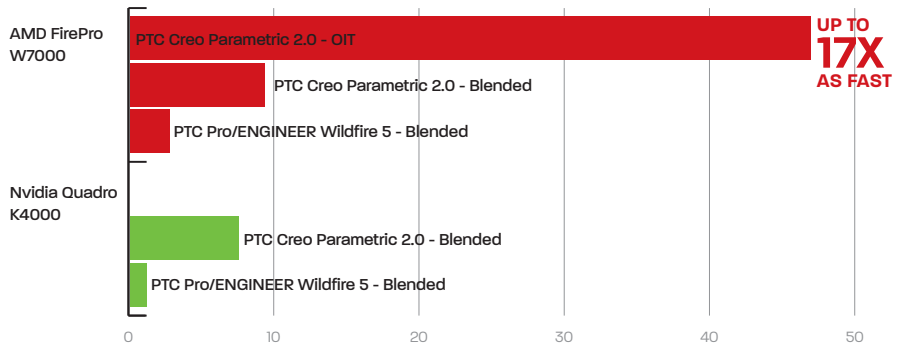 AMD FirePro
W7000
PTC Creo Parametric 2.0 - OIT
UP TO
17X
AS FAST
PTC Creo Parametric 2.0 - Blended
PTC Pro/ENGINEER Wildfire 5 - Blended
Nvidia Quadro
K4000
PTC Creo Parametric 2.0 - Blended
PTC Pro/ENGINEER Wildfire 5 - Blended
0 10 20 30 40 50